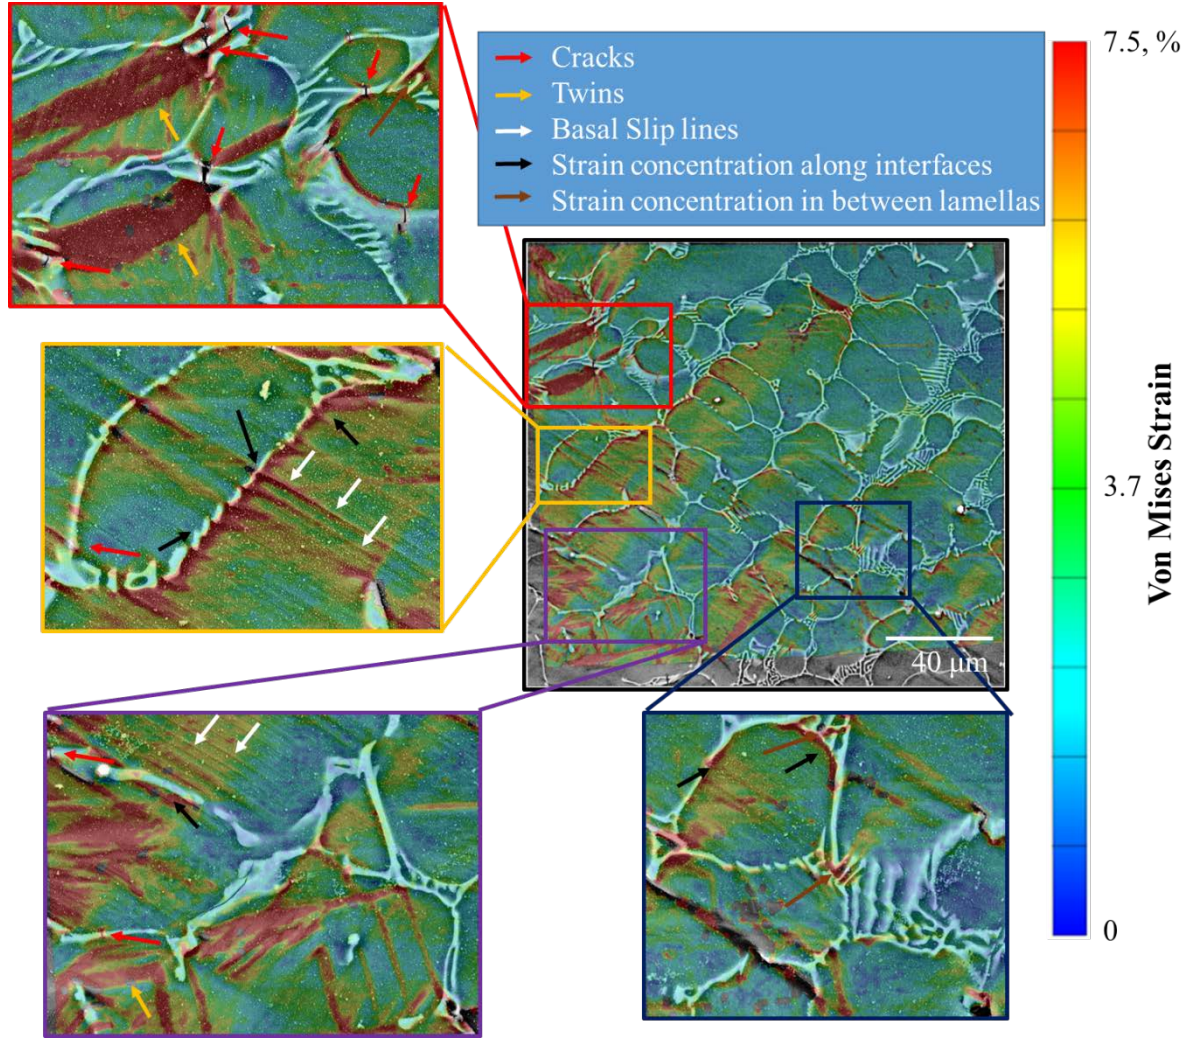 Cracks
Twins
Basal Slip lines
Strain concentration along interfaces
Strain concentration in between lamellas
7.5, %
3.7
0
Von Mises Strain
40 μm